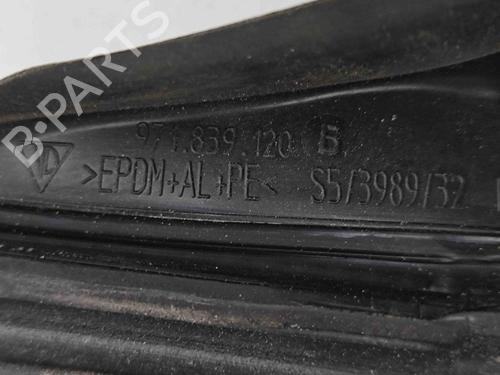 B-PARTS
971.839.120 B
>EPDM+AL+PE< S5/3989/32